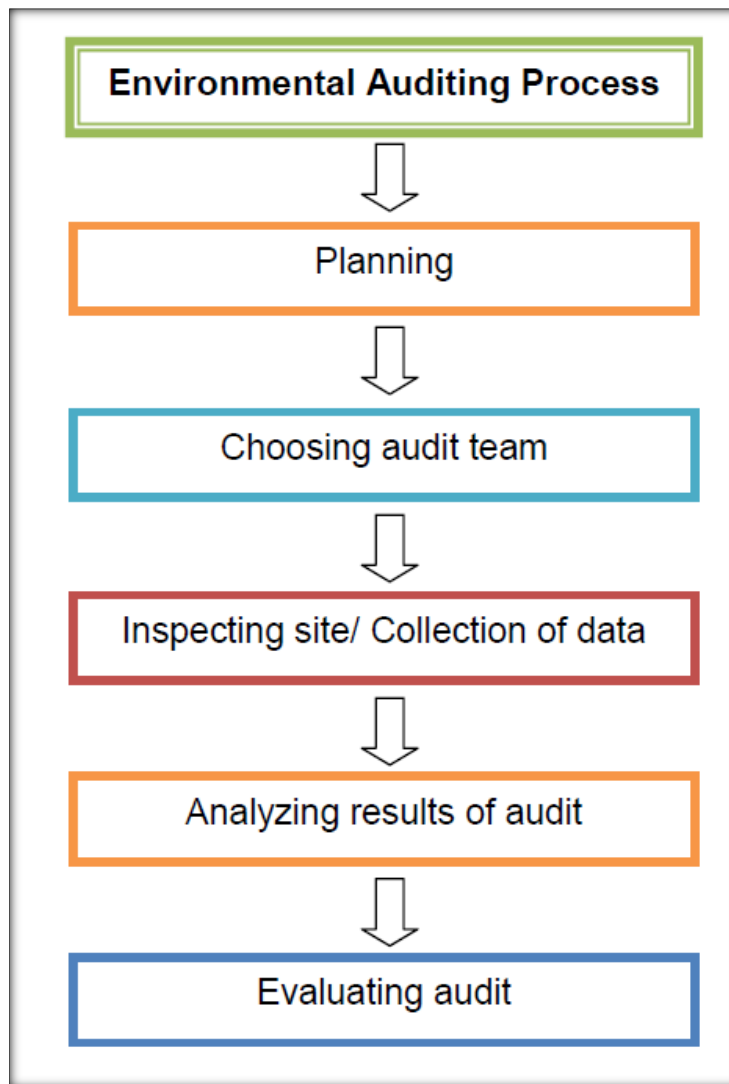 Environmental Auditing Process
Planning
Choosing audit team
Inspecting site/ Collection of data
Analyzing results of audit
Evaluating audit